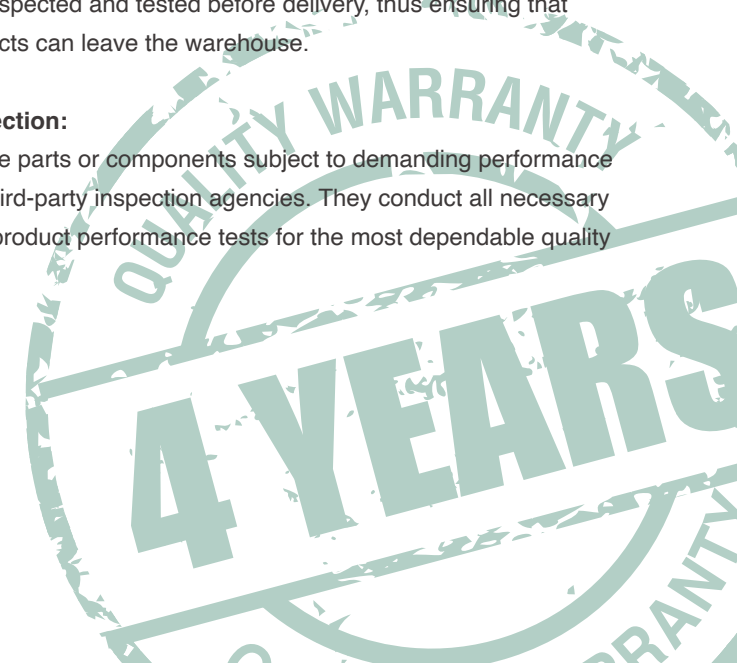 spected and tested before delivery, thus ensuring that
cts can leave the warehouse.
ection:
e parts or components subject to demanding performance
ird-party inspection agencies. They conduct all necessary
product performance tests for the most dependable quality
QUALITY WARRANTY
4 YEARS
RRANTY